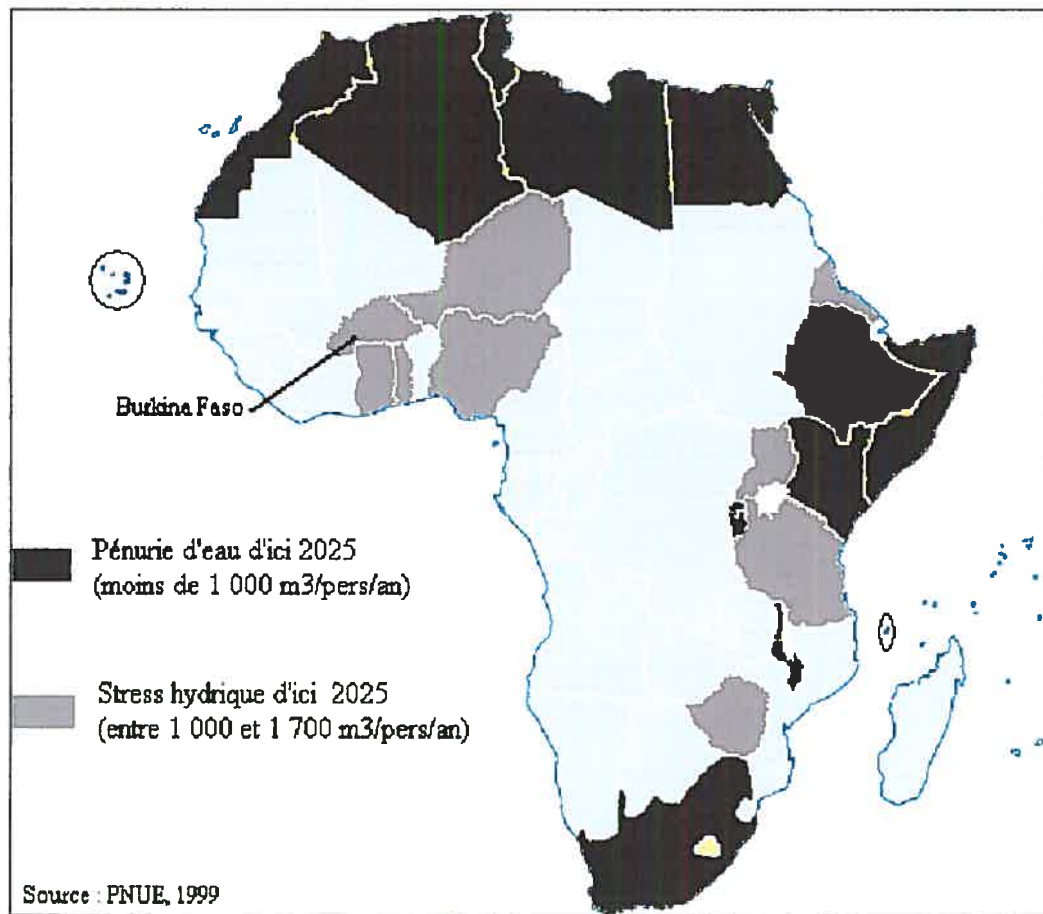 Burkina Faso
Pénurie d'eau d'ici 2025
(moins de 1 000 m3/pers/an)
Stress hydrique d'ici 2025
(entre 1 000 et 1 700 m3/pers/an)
Source : PNUE, 1999